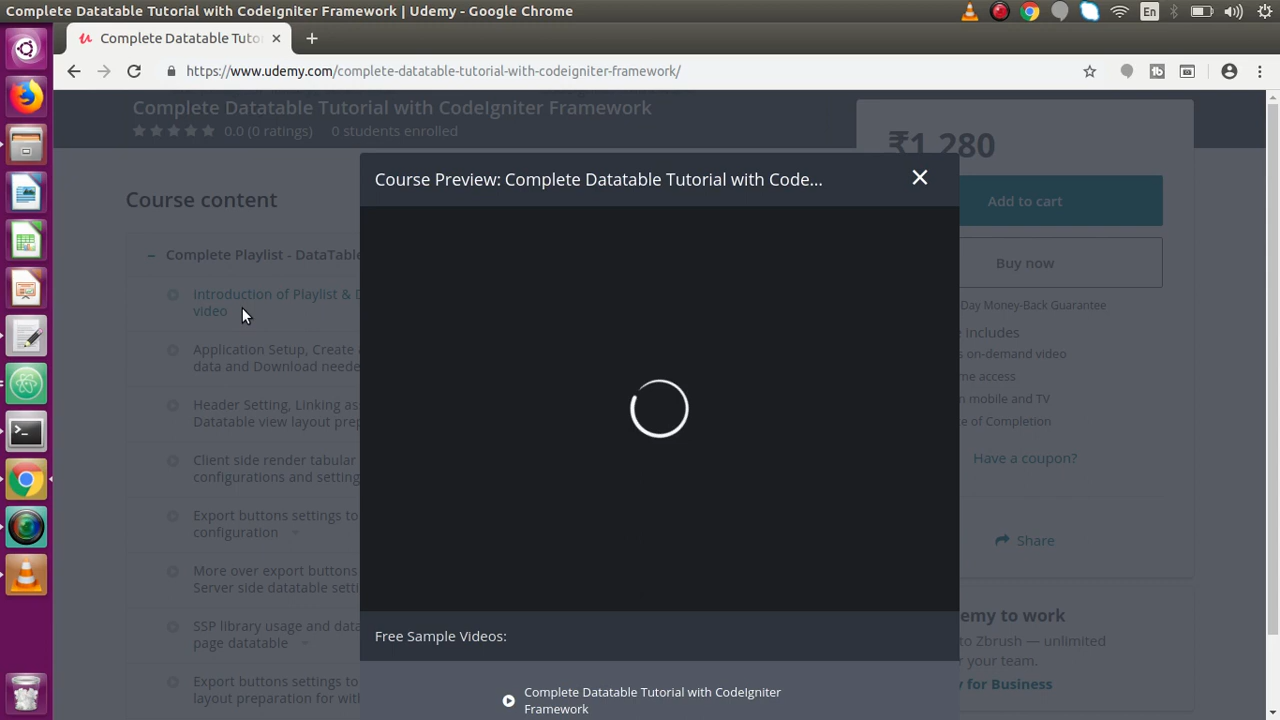 Complete Datatable Tutorial with CodeIgniter Framework | Udemy - Google Chrome
En
Complete Datatable Tuto
https://www.udemy.com/complete-datatable-tutorial-with-codeigniter-framework/
Complete Datatable Tutorial with CodeIgniter Framework
0.0 (0 ratings) 0 students enrolled
₹1,280
Course Preview: Complete Datatable Tutorial with Code...
Add to cart
Course content
Buy now
Complete Playlist - DataTable
Introduction of Playlist & D
video
Day Money-Back Guarantee
ncludes
s on-demand video
me access
n mobile and TV
e of Completion
Application Setup, Create
data and Download neede
Header Setting, Linking as
Datatable view layout prep
Have a coupon?
Client side render tabular
configurations and setting
Export buttons settings to
configuration
Share
More over export buttons
Server side datatable setti
SSP library usage and data
page datatable
Export buttons settings to
layout preparation for with
Free Sample Videos:
Complete Datatable Tutorial with CodeIgniter
Framework
emy to work
to Zbrush — unlimited
r your team.
y for Business